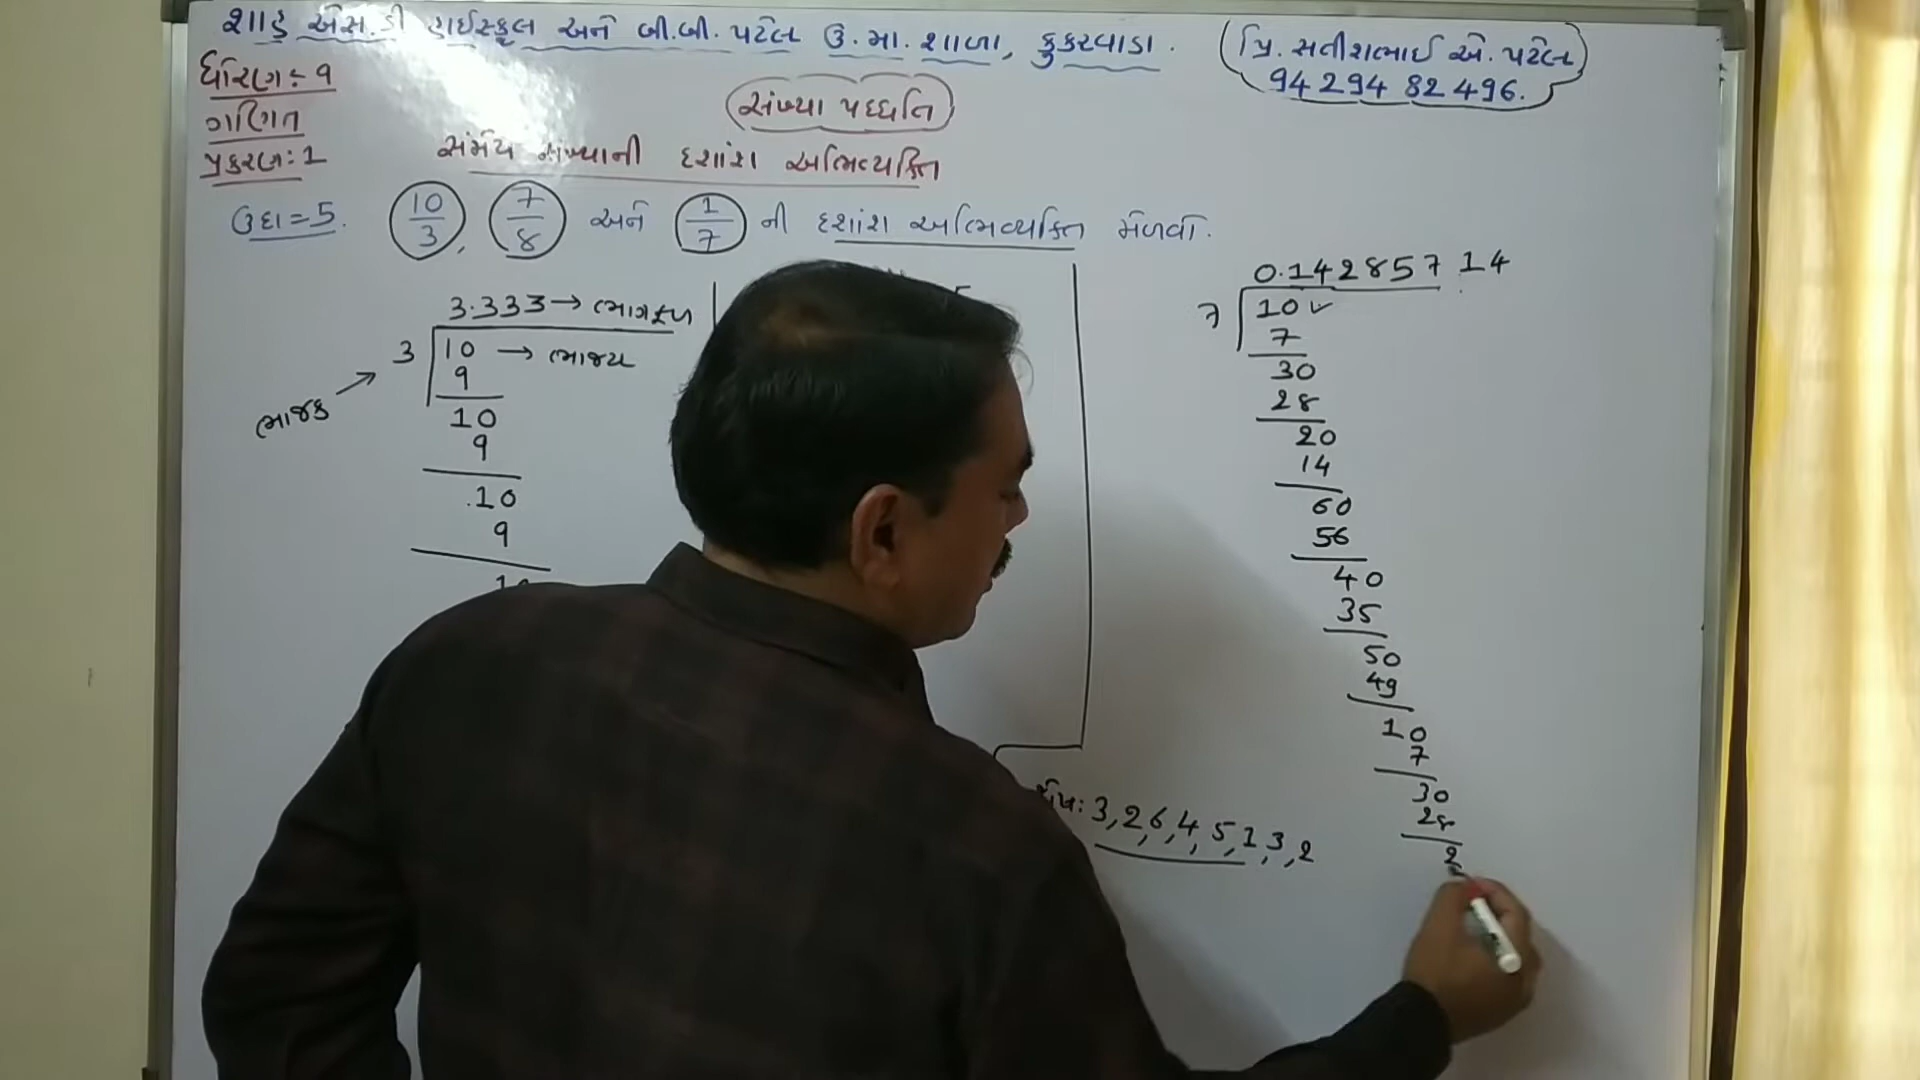 શાહ એસ.ડી હાઈસ્કૂલ અને બી.બી. પટેલ ઉ.મા. શાળા, કુકરવાડા.
પ્રિ. સતીશભાઈ એ. પટેલ
94294 82496.
ધોરણ:- 9
ગણિત
પ્રકરણ:1
સંખ્યા પદ્ધતિ
સંમેય સંખ્યાની દશાંશ અભિવ્યક્તિ
ઉદા=5. 10/3, 7/8 અને 1/7 ની દશાંશ અભિવ્યક્તિ મેળવો.
3.333 → ભાગફળ
3 10 → ભાજ્ય
ભાજક →
9
10
9
.10
9
10
5
0.142857 14
7 10 ✓
7
30
28
20
14
60
56
40
35
50
49
10
7
30
28
2
: 3,2,6,4,5,1,3,2